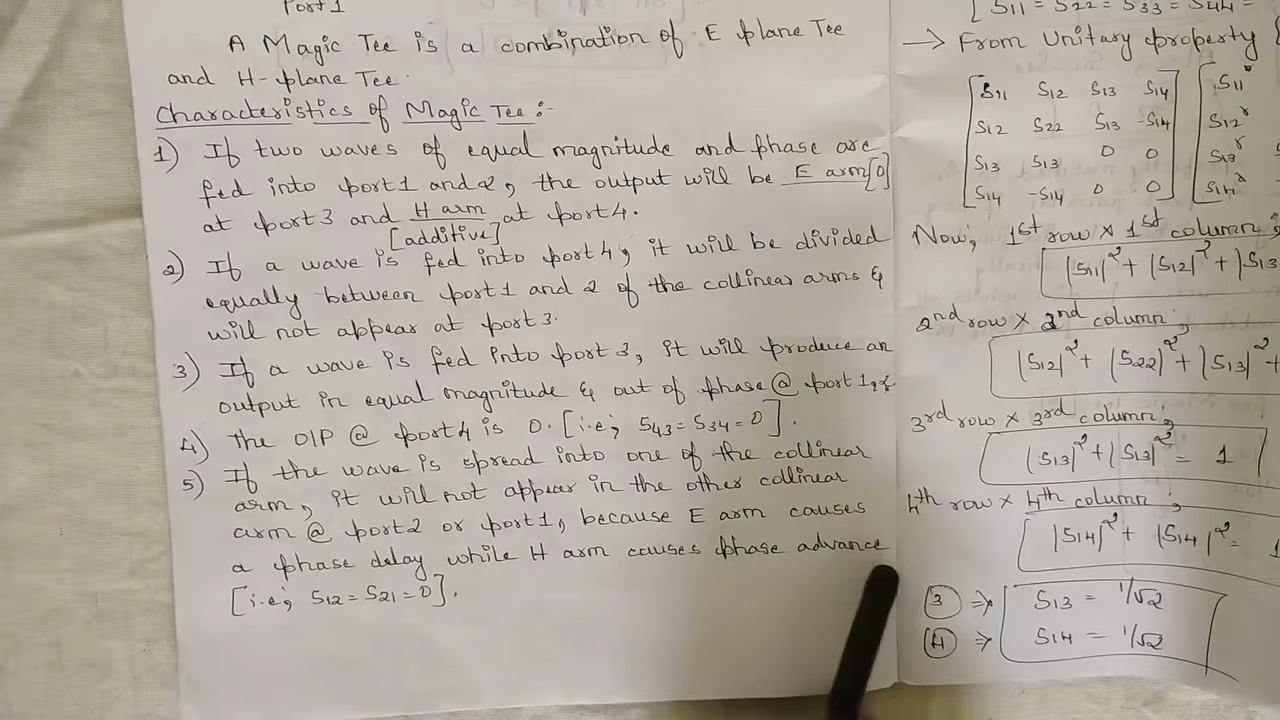 Port 1
A Magic Tee is a combination of E plane Tee
and H-plane Tee.
Characteristics of Magic Tee :-
1) If two waves of equal magnitude and phase are
fed into port1 and 2, the output will be E arm[0]
at port3 and H arm at port4.
[additive]
2) If a wave is fed into port4, it will be divided
equally between port1 and 2 of the collinear arms &
will not appear at port3.
3) If a wave is fed into port3, it will produce an
output in equal magnitude & out of phase @ port1,2
4) The O/P @ port4 is 0. [i.e; S43 = S34 = 0].
5) If the wave is spread into one of the collinear
arm, it will not appear in the other collinear
arm @ port2 or port1, because E arm causes
a phase delay while H arm causes phase advance
[i.e; S12 = S21 = 0].
[S11 = S22 = S33 = S44 =
→ From Unitary property
S11 S12 S13 S14 S11*
S12 S22 S13 -S14 S12*
S13 S13 0 0 S13*
S14 -S14 0 0 S14*
Now, 1st row × 1st column;
|S11|² + |S12|² + |S13
2nd row × 2nd column;
|S12|² + |S22|² + |S13|² +
3rd row × 3rd column;
|S13|² + |S13|² = 1
4th row × 4th column;
|S14|² + |S14|² = 1
③ ⇒ S13 = 1/√2
④ ⇒ S14 = 1/√2